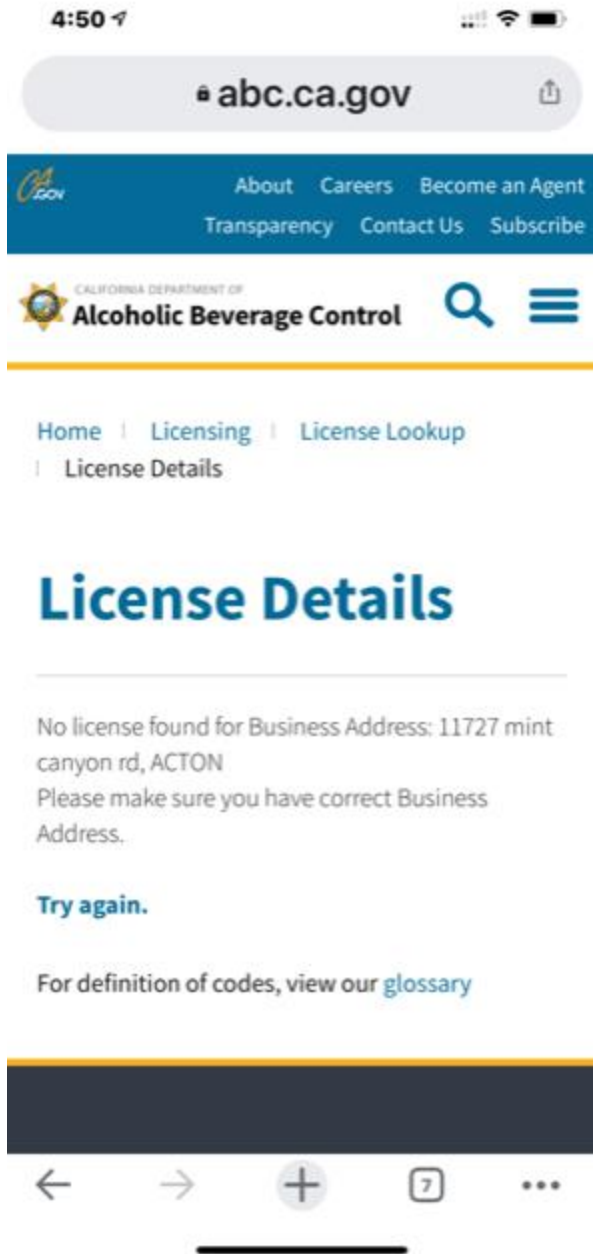 4:50
abc.ca.gov
CA.GOV
About Careers Become an Agent
Transparency Contact Us Subscribe
CALIFORNIA DEPARTMENT OF
Alcoholic Beverage Control
Home | Licensing | License Lookup
| License Details
License Details
No license found for Business Address: 11727 mint
canyon rd, ACTON
Please make sure you have correct Business
Address.
Try again.
For definition of codes, view our glossary
7